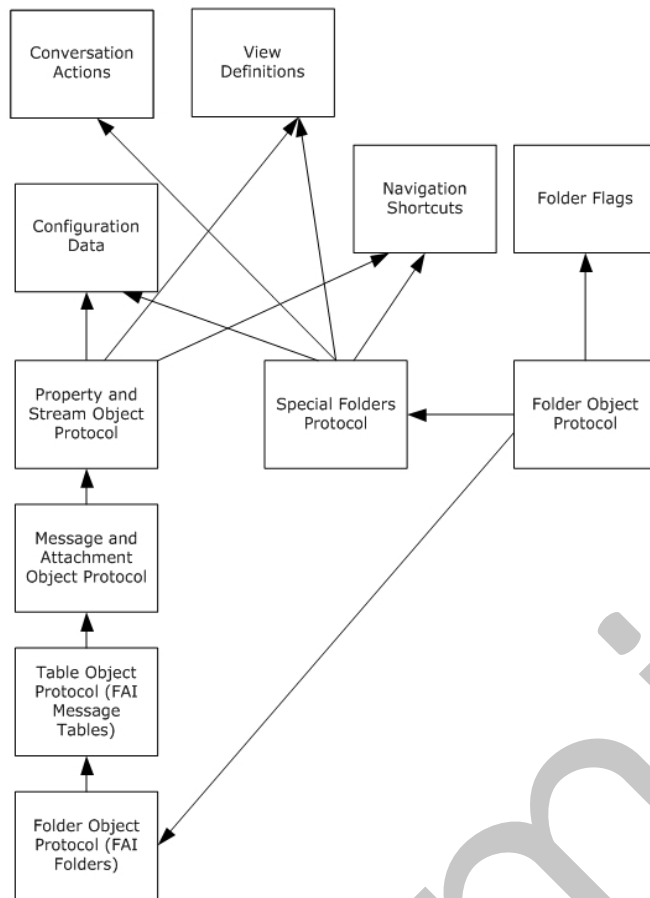 Conversation
Actions
View
Definitions
Configuration
Data
Navigation
Shortcuts
Folder Flags
Property and
Stream Object
Protocol
Special Folders
Protocol
Folder Object
Protocol
Message and
Attachment
Object Protocol
Table Object
Protocol (FAI
Message
Tables)
Folder Object
Protocol (FAI
Folders)